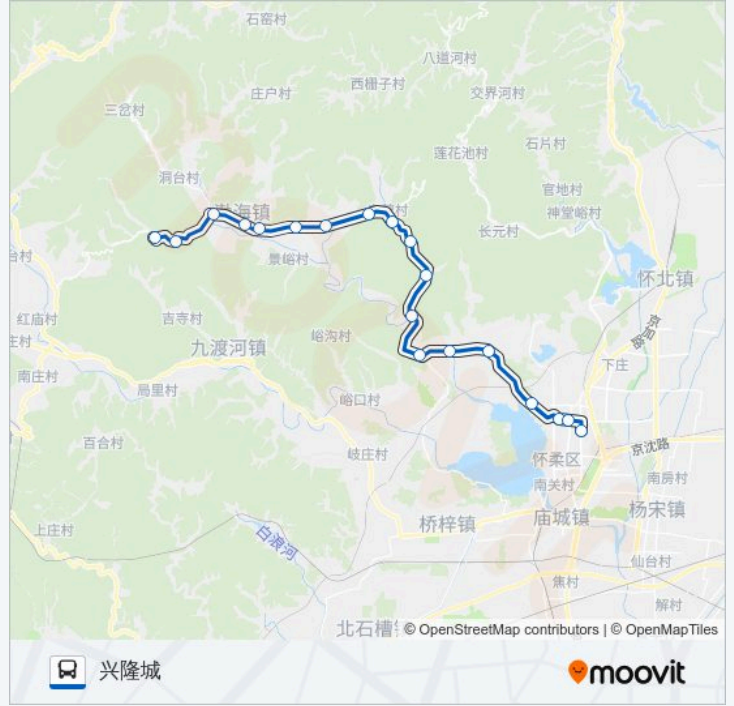 石窑村
八道河村
西栅子村
庄户村
交界河村
三岔村
石片村
莲花池村
洞台村
官地村
渤海镇
神堂峪村
长元村
景峪村
怀北镇
京加路
红庙村
吉寺村
峪沟村
九渡河镇
下庄
南庄村
局里村
峪口村
百合村
岐庄村
怀柔区
京沈路
南关村
南房村
桥梓镇
庙城镇
杨宋镇
上庄村
白浪河
仙台村
焦村
解村
北石槽
© OpenStreetMap contributors | © OpenMapTiles
兴隆城
moovit